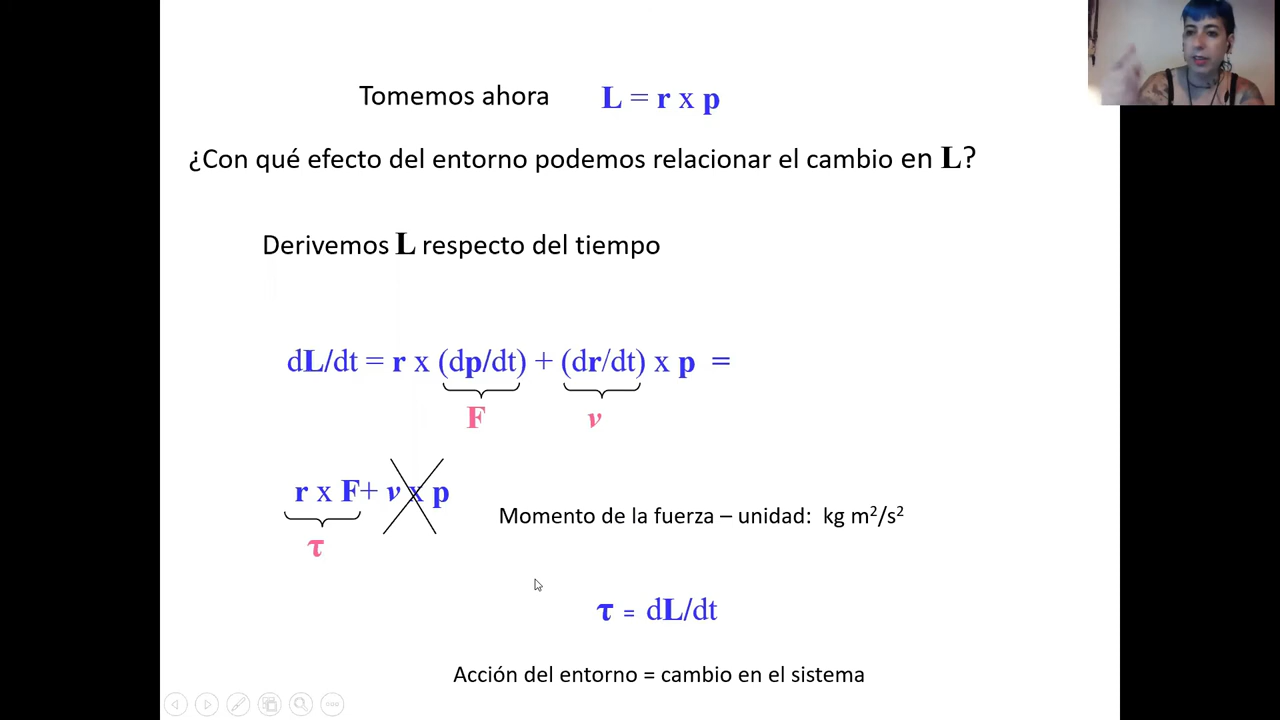 Tomemos ahora L = r x p
¿Con qué efecto del entorno podemos relacionar el cambio en L?
Derivemos L respecto del tiempo
dL/dt = r x (dp/dt) + (dr/dt) x p =
F v
r x F+ v x p
Momento de la fuerza – unidad: kg m²/s²
τ
τ = dL/dt
Acción del entorno = cambio en el sistema